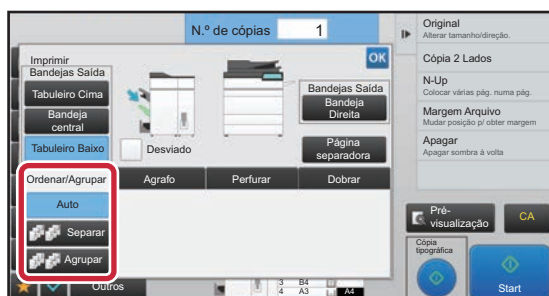 N.º de cópias 1
Imprimir
Bandejas Saída
Tabuleiro Cima
Bandeja
central
Tabuleiro Baixo
Desviado
OK
Bandejas Saída
Bandeja
Direita
Página
separadora
Ordenar/Agrupar
Auto
Separar
Agrupar
Agrafo
Perfurar
Dobrar
Outros
3 B4
4 A3 A4
Original
Alterar tamanho/direção.
Cópia 2 Lados
N-Up
Colocar várias pág. numa pág.
Margem Arquivo
Mudar posição p/ obter margem
Apagar
Apagar sombra à volta
Pré-
visualização
CA
Cópia
tipográfica
Start